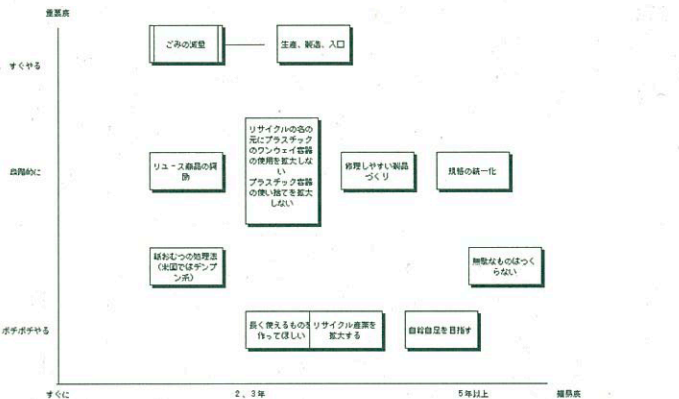 重要度
ごみの減量
生産、製造、入口
すぐやる
リサイクルの名の
元にプラスチック
のワンウェイ容器
の使用を拡大しな
い
プラスチック容器
の使い捨てを拡大
しない
段階的に
リユース商品の補
助
修理しやすい製品
づくり
規格の統一化
紙おむつの処理法
(米国ではデンプ
ン系)
無駄なものはつく
らない
ボチボチやる
長く使えるものを
作ってほしい
リサイクル産業を
拡大する
自給自足を目指す
すぐに
2、3年
5年以上
難易度